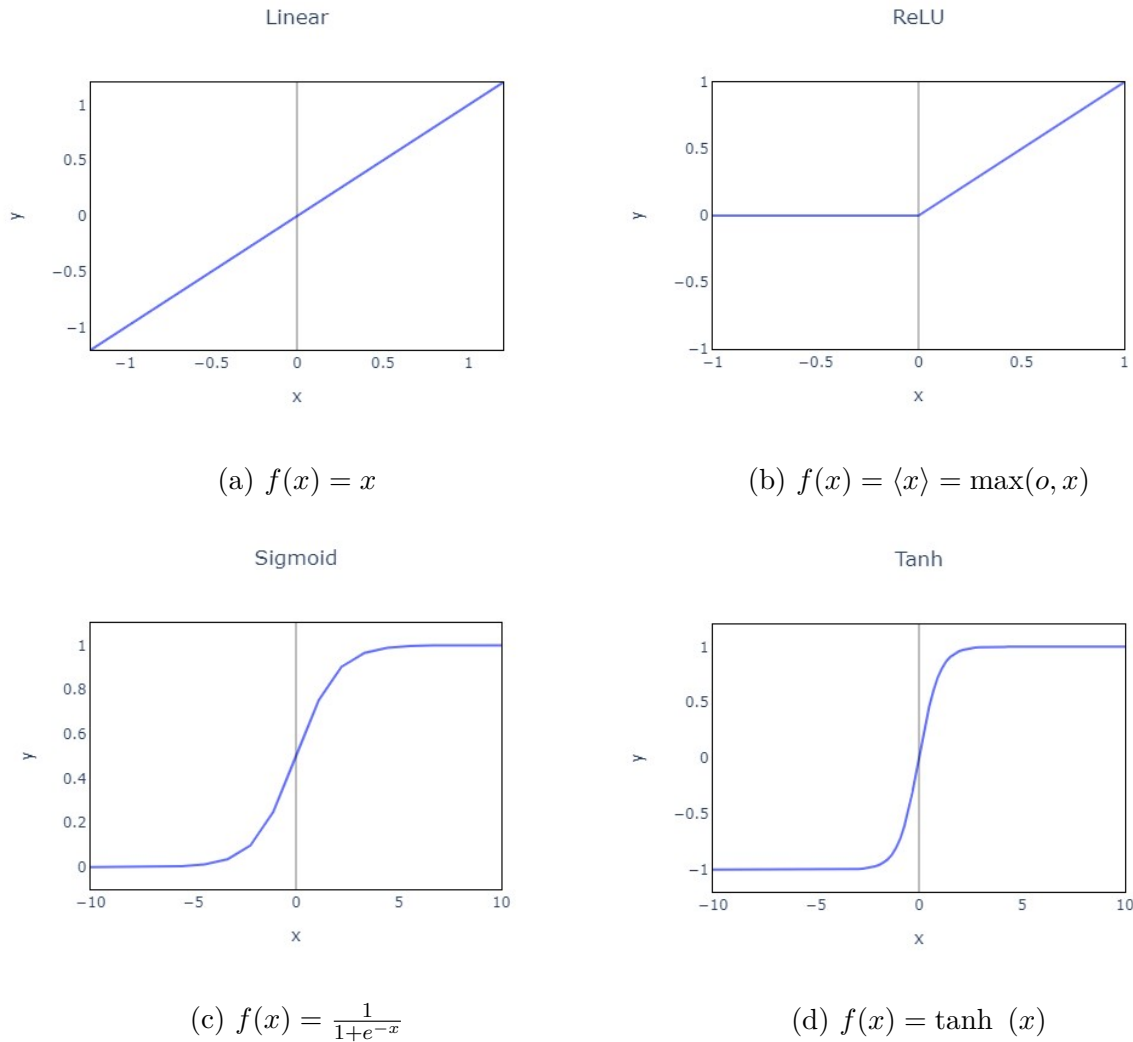 Linear
1
0.5
0
−0.5
−1
y
−1
−0.5
0
0.5
1
x
(a) f(x) = x
ReLU
1
0.5
0
−0.5
−1
y
−1
−0.5
0
0.5
1
x
(b) f(x) = ⟨x⟩ = max(o, x)
Sigmoid
1
0.8
0.6
0.4
0.2
0
y
−10
−5
0
5
10
x
(c) f(x) = \frac{1}{1+e^{-x}}
Tanh
1
0.5
0
−0.5
−1
y
−10
−5
0
5
10
x
(d) f(x) = tanh (x)